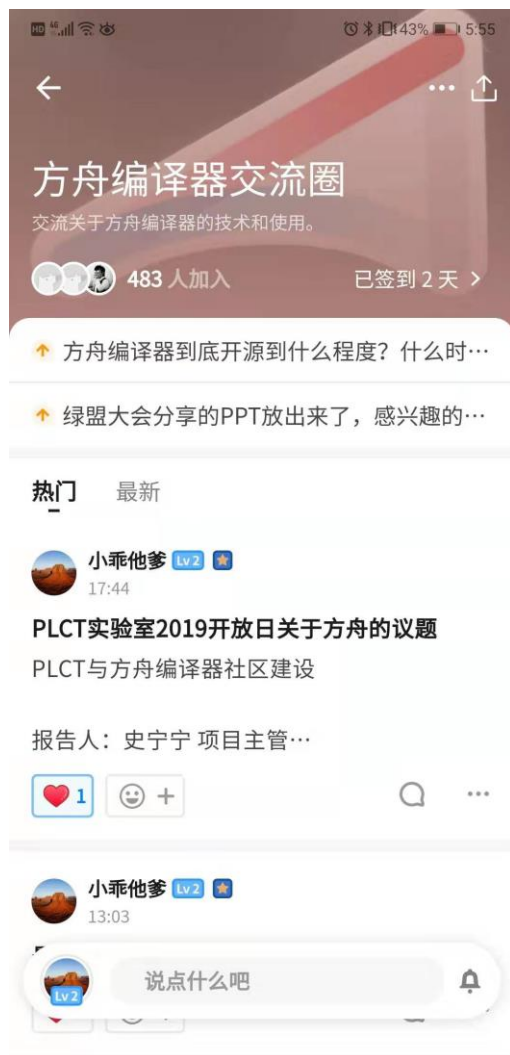 HD 4G 43% 5:55
方舟编译器交流圈
交流关于方舟编译器的技术和使用。
483 人加入 已签到 2 天
方舟编译器到底开源到什么程度？什么时…
绿盟大会分享的PPT放出来了，感兴趣的…
热门 最新
小乖他爹 Lv2
17:44
PLCT实验室2019开放日关于方舟的议题
PLCT与方舟编译器社区建设
报告人：史宁宁 项目主管…
1
小乖他爹 Lv2
13:03
Lv2 说点什么吧